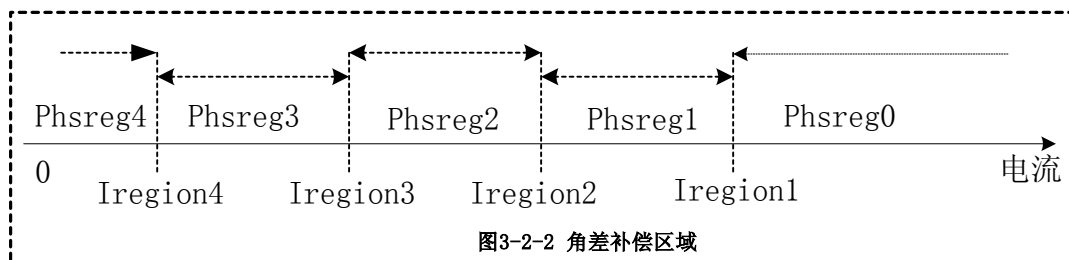 Phsreg4 Phsreg3 Phsreg2 Phsreg1 Phsreg0
0 Iregion4 Iregion3 Iregion2 Iregion1 电流
图3-2-2 角差补偿区域